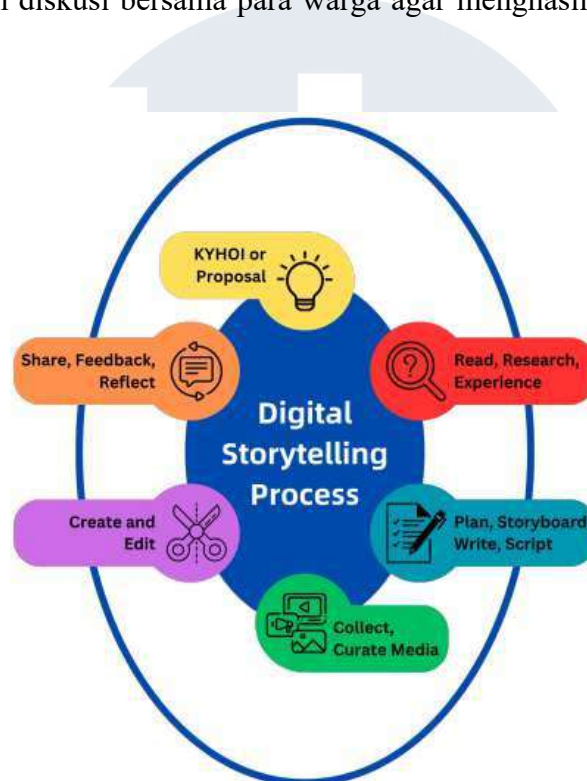 diskusi bersama para warga agar menghasil
KYHOI or
Proposal
Share, Feedback,
Reflect
Read, Research,
Experience
Digital
Storytelling
Process
Create and
Edit
Plan, Storyboard
Write, Script
Collect,
Curate Media